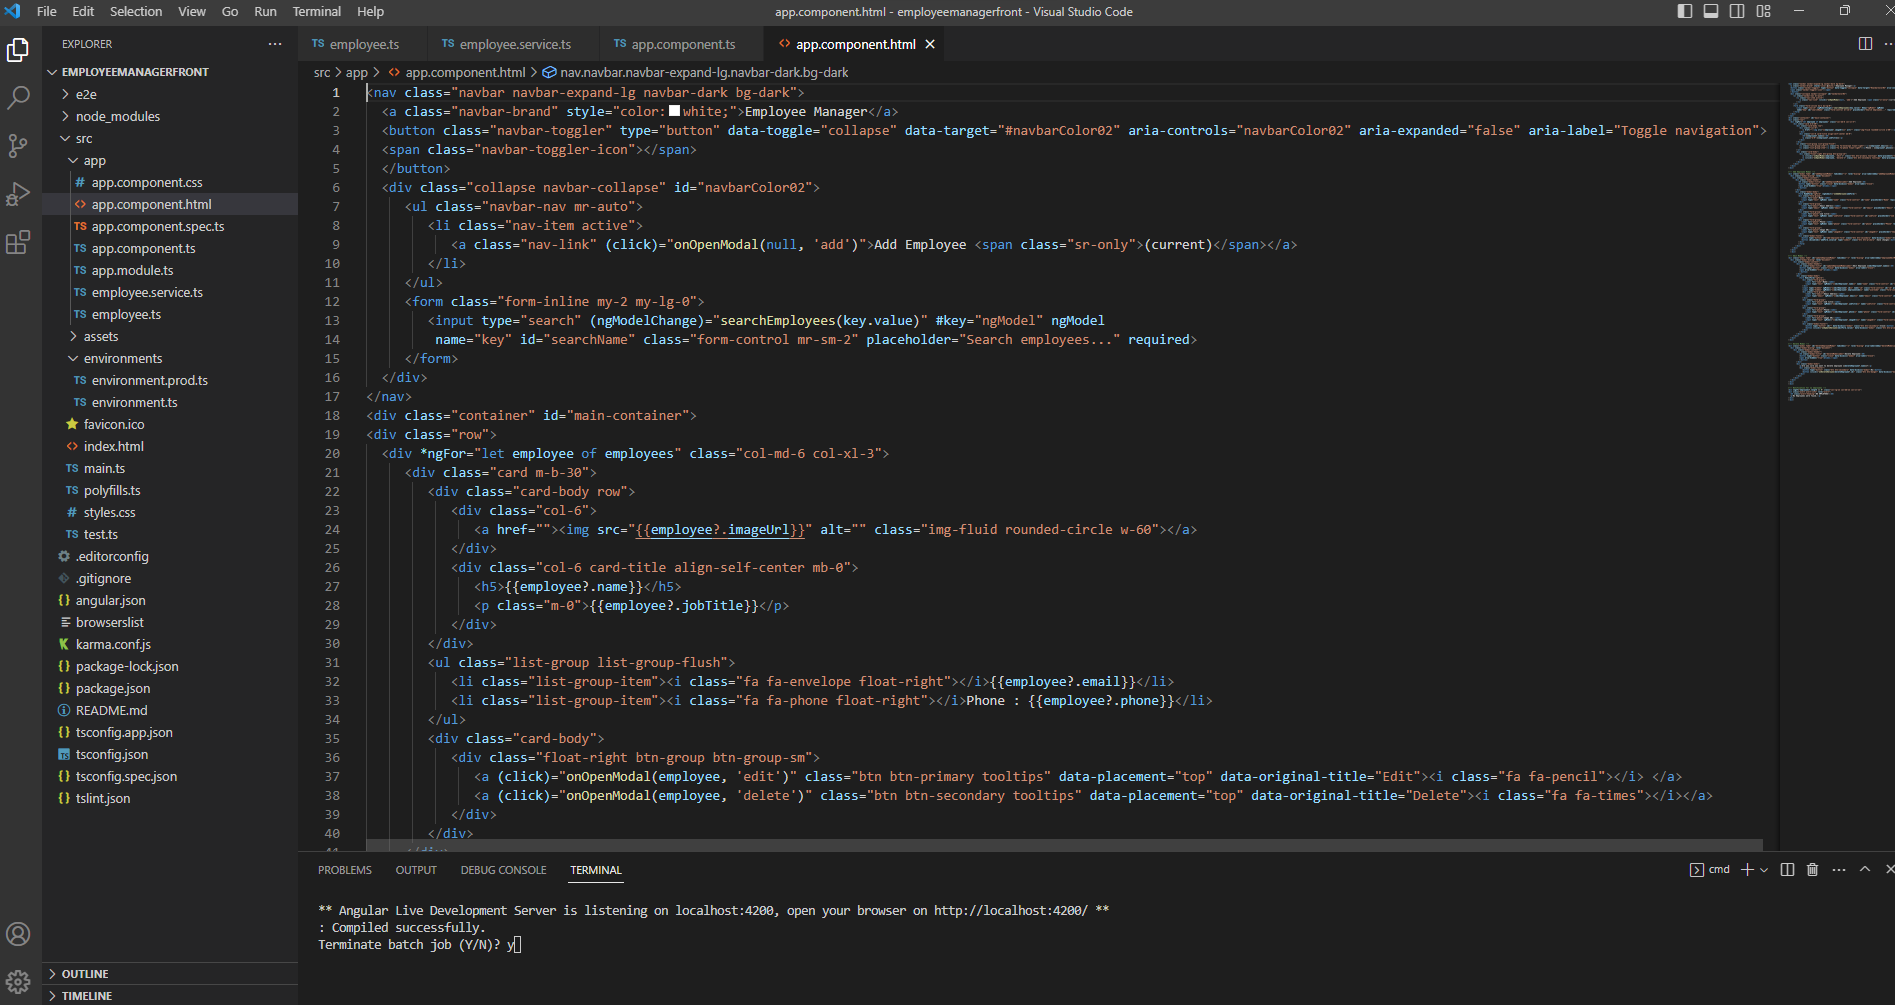 File Edit Selection View Go Run Terminal Help
app.component.html - employeemanagerfront - Visual Studio Code
EXPLORER
EMPLOYEEMANAGERFRONT
e2e
node_modules
src
app
# app.component.css
<> app.component.html
TS app.component.spec.ts
TS app.component.ts
TS app.module.ts
TS employee.service.ts
TS employee.ts
assets
environments
TS environment.prod.ts
TS environment.ts
favicon.ico
<> index.html
TS main.ts
TS polyfills.ts
# styles.css
TS test.ts
.editorconfig
.gitignore
{} angular.json
browserslist
karma.conf.js
{} package-lock.json
{} package.json
README.md
{} tsconfig.app.json
TS tsconfig.json
{} tsconfig.spec.json
{} tslint.json
OUTLINE
TIMELINE
TS employee.ts TS employee.service.ts TS app.component.ts <> app.component.html
src > app > <> app.component.html > nav.navbar.navbar-expand-lg.navbar-dark.bg-dark
1 <nav class="navbar navbar-expand-lg navbar-dark bg-dark">
2 <a class="navbar-brand" style="color:white;">Employee Manager</a>
3 <button class="navbar-toggler" type="button" data-toggle="collapse" data-target="#navbarColor02" aria-controls="navbarColor02" aria-expanded="false" aria-label="Toggle navigation">
4 <span class="navbar-toggler-icon"></span>
5 </button>
6 <div class="collapse navbar-collapse" id="navbarColor02">
7 <ul class="navbar-nav mr-auto">
8 <li class="nav-item active">
9 <a class="nav-link" (click)="onOpenModal(null, 'add')">Add Employee <span class="sr-only">(current)</span></a>
10 </li>
11 </ul>
12 <form class="form-inline my-2 my-lg-0">
13 <input type="search" (ngModelChange)="searchEmployees(key.value)" #key="ngModel" ngModel
14 name="key" id="searchName" class="form-control mr-sm-2" placeholder="Search employees..." required>
15 </form>
16 </div>
17 </nav>
18 <div class="container" id="main-container">
19 <div class="row">
20 <div *ngFor="let employee of employees" class="col-md-6 col-xl-3">
21 <div class="card m-b-30">
22 <div class="card-body row">
23 <div class="col-6">
24 <a href=""><img src="{{employee?.imageUrl}}" alt="" class="img-fluid rounded-circle w-60"></a>
25 </div>
26 <div class="col-6 card-title align-self-center mb-0">
27 <h5>{{employee?.name}}</h5>
28 <p class="m-0">{{employee?.jobTitle}}</p>
29 </div>
30 </div>
31 <ul class="list-group list-group-flush">
32 <li class="list-group-item"><i class="fa fa-envelope float-right"></i>{{employee?.email}}</li>
33 <li class="list-group-item"><i class="fa fa-phone float-right"></i>Phone : {{employee?.phone}}</li>
34 </ul>
35 <div class="card-body">
36 <div class="float-right btn-group btn-group-sm">
37 <a (click)="onOpenModal(employee, 'edit')" class="btn btn-primary tooltips" data-placement="top" data-original-title="Edit"><i class="fa fa-pencil"></i> </a>
38 <a (click)="onOpenModal(employee, 'delete')" class="btn btn-secondary tooltips" data-placement="top" data-original-title="Delete"><i class="fa fa-times"></i></a>
39 </div>
40 </div>
41 </div>
PROBLEMS OUTPUT DEBUG CONSOLE TERMINAL
cmd
** Angular Live Development Server is listening on localhost:4200, open your browser on http://localhost:4200/ **
: Compiled successfully.
Terminate batch job (Y/N)? y